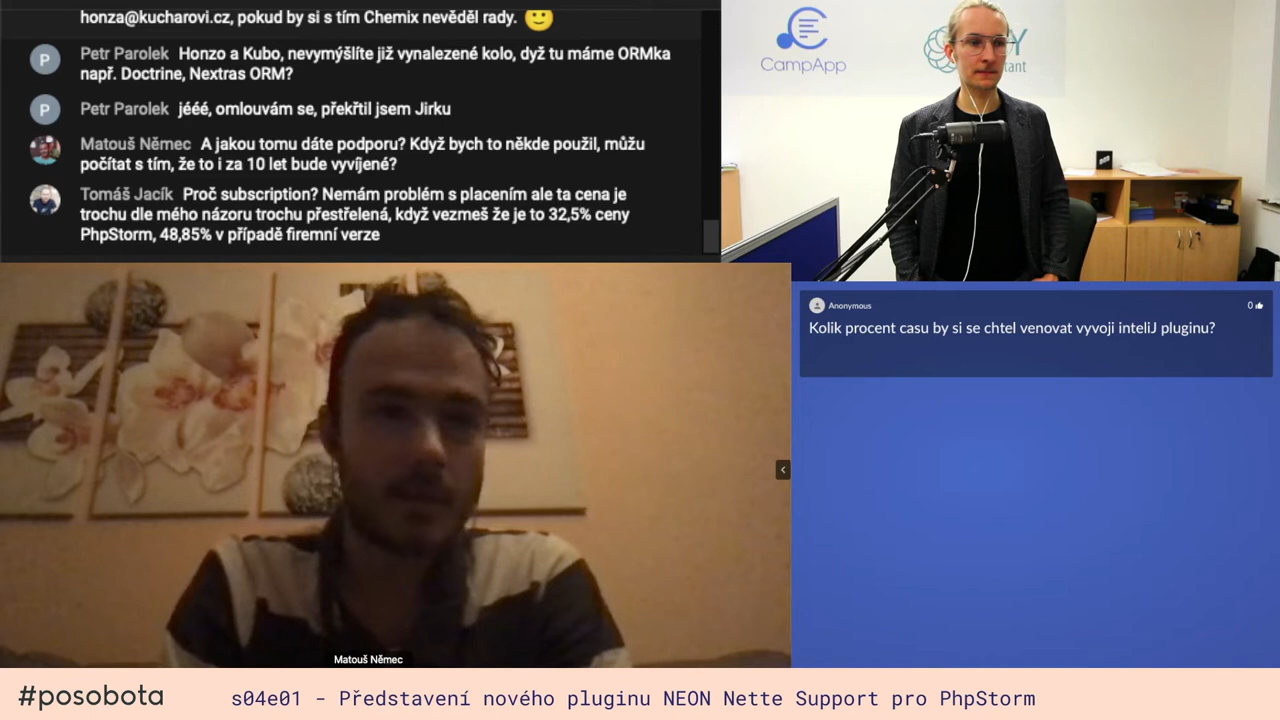 honza@kucharovi.cz, pokud by si s tím Chemix nevěděl rady. 🙂
P Petr Parolek Honzo a Kubo, nevymýšlíte již vynalezené kolo, dyž tu máme ORMka
např. Doctrine, Nextras ORM?
P Petr Parolek jééé, omlouvám se, překřtil jsem Jirku
Matouš Němec A jakou tomu dáte podporu? Když bych to někde použil, můžu
počítat s tím, že to i za 10 let bude vyvíjené?
Tomáš Jacík Proč subscription? Nemám problém s placením ale ta cena je
trochu dle mého názoru trochu přestřelená, když vezmeš že je to 32,5% ceny
PhpStorm, 48,85% v případě firemní verze
CampApp
Anonymous 0
Kolik procent casu by si se chtel venovat vyvoji inteliJ pluginu?
Matouš Němec
#posobota s04e01 - Představení nového pluginu NEON Nette Support pro PhpStorm